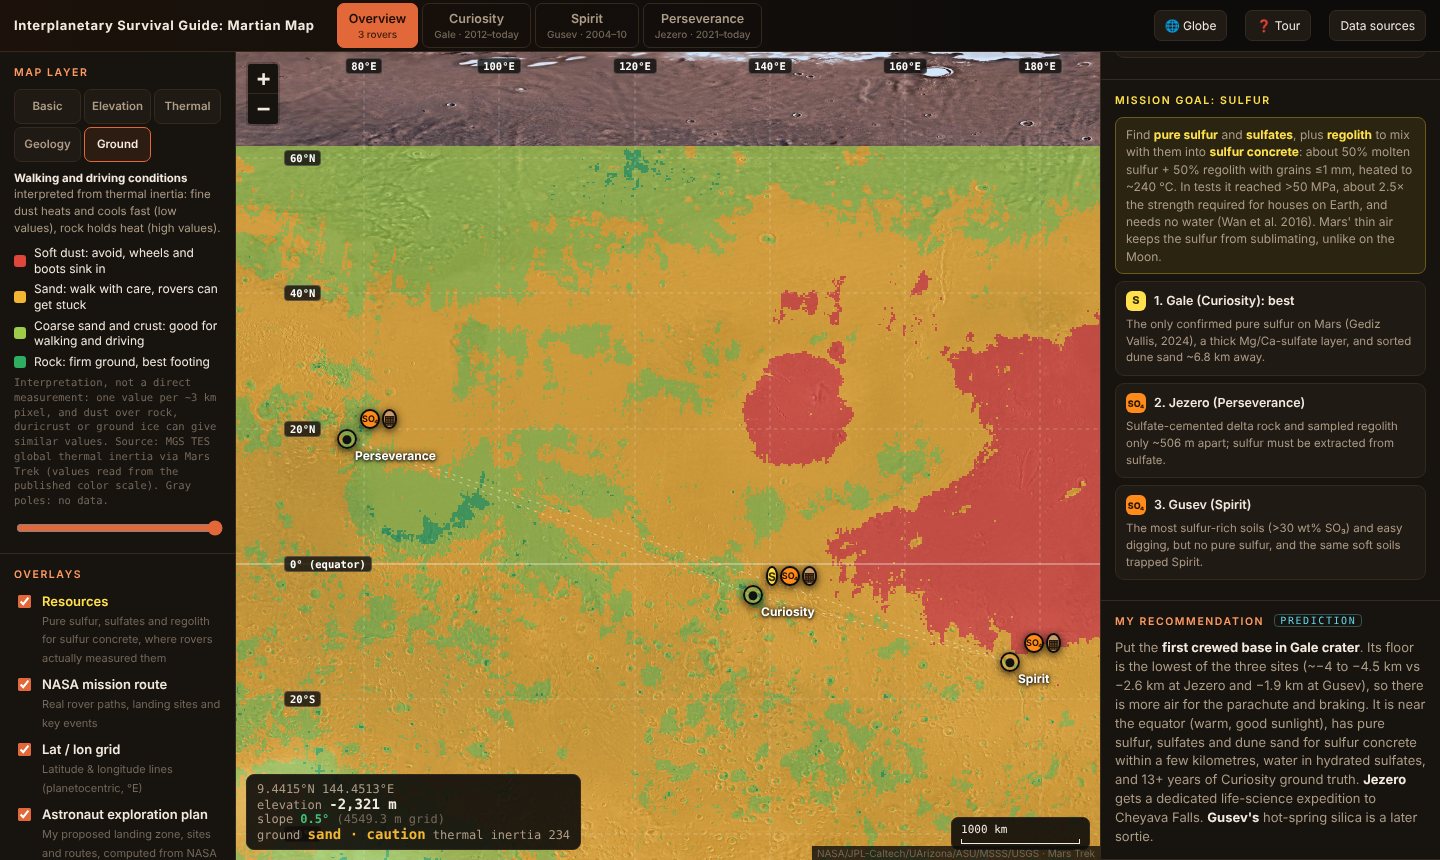 Interplanetary Survival Guide: Martian Map
Overview
3 rovers
Curiosity
Gale · 2012–today
Spirit
Gusev · 2004–10
Perseverance
Jezero · 2021–today
🌐 Globe
❓ Tour
Data sources
MAP LAYER
Basic
Elevation
Thermal
Geology
Ground
Walking and driving conditions
interpreted from thermal inertia: fine
dust heats and cools fast (low
values), rock holds heat (high values).
Soft dust: avoid, wheels and
boots sink in
Sand: walk with care, rovers can
get stuck
Coarse sand and crust: good for
walking and driving
Rock: firm ground, best footing
Interpretation, not a direct
measurement: one value per ~3 km
pixel, and dust over rock,
duricrust or ground ice can give
similar values. Source: MGS TES
global thermal inertia via Mars
Trek (values read from the
published color scale). Gray
poles: no data.
OVERLAYS
Resources
Pure sulfur, sulfates and regolith
for sulfur concrete, where rovers
actually measured them
NASA mission route
Real rover paths, landing sites and
key events
Lat / lon grid
Latitude & longitude lines
(planetocentric, °E)
Astronaut exploration plan
My proposed landing zone, sites
and routes, computed from NASA
+
−
80°E
100°E
120°E
140°E
160°E
180°E
60°N
40°N
20°N
0° (equator)
20°S
SO₄
Perseverance
S
SO₄
Curiosity
SO₄
Spirit
9.4415°N 144.4513°E
elevation -2,321 m
slope 0.5° (4549.3 m grid)
ground sand · caution thermal inertia 234
1000 km
NASA/JPL-Caltech/UArizona/ASU/MSSS/USGS · Mars Trek
MISSION GOAL: SULFUR
Find pure sulfur and sulfates, plus regolith to mix
with them into sulfur concrete: about 50% molten
sulfur + 50% regolith with grains ≤1 mm, heated to
~240 °C. In tests it reached >50 MPa, about 2.5×
the strength required for houses on Earth, and
needs no water (Wan et al. 2016). Mars' thin air
keeps the sulfur from sublimating, unlike on the
Moon.
S
1. Gale (Curiosity): best
The only confirmed pure sulfur on Mars (Gediz
Vallis, 2024), a thick Mg/Ca-sulfate layer, and sorted
dune sand ~6.8 km away.
SO₄
2. Jezero (Perseverance)
Sulfate-cemented delta rock and sampled regolith
only ~506 m apart; sulfur must be extracted from
sulfate.
SO₄
3. Gusev (Spirit)
The most sulfur-rich soils (>30 wt% SO₃) and easy
digging, but no pure sulfur, and the same soft soils
trapped Spirit.
MY RECOMMENDATION PREDICTION
Put the first crewed base in Gale crater. Its floor
is the lowest of the three sites (~−4 to −4.5 km vs
−2.6 km at Jezero and −1.9 km at Gusev), so there
is more air for the parachute and braking. It is near
the equator (warm, good sunlight), has pure
sulfur, sulfates and dune sand for sulfur concrete
within a few kilometres, water in hydrated sulfates,
and 13+ years of Curiosity ground truth. Jezero
gets a dedicated life-science expedition to
Cheyava Falls. Gusev's hot-spring silica is a later
sortie.